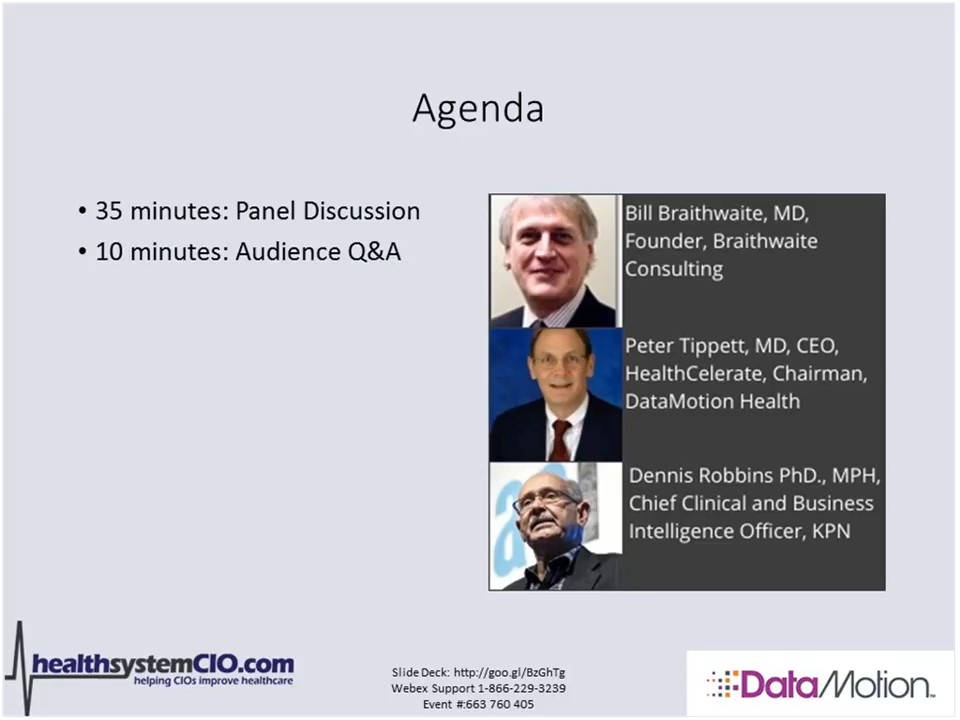 Agenda
• 35 minutes: Panel Discussion
• 10 minutes: Audience Q&A
Bill Braithwaite, MD,
Founder, Braithwaite
Consulting
Peter Tippett, MD, CEO,
HealthCelerate, Chairman,
DataMotion Health
Dennis Robbins PhD., MPH,
Chief Clinical and Business
Intelligence Officer, KPN
healthsystemCIO.com
helping CIOs improve healthcare
Slide Deck: http://goo.gl/BzGhTg
Webex Support 1-866-229-3239
Event #:663 760 405
DataMotion™